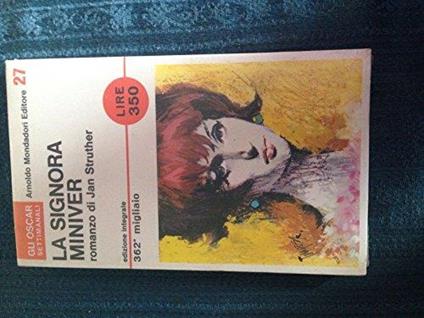 GLI OSCAR
SETTIMANALI
Arnoldo Mondadori Editore 27
LA SIGNORA
MINIVER
romanzo di Jan Struther
LIRE
350
edizione integrale
362° migliaio